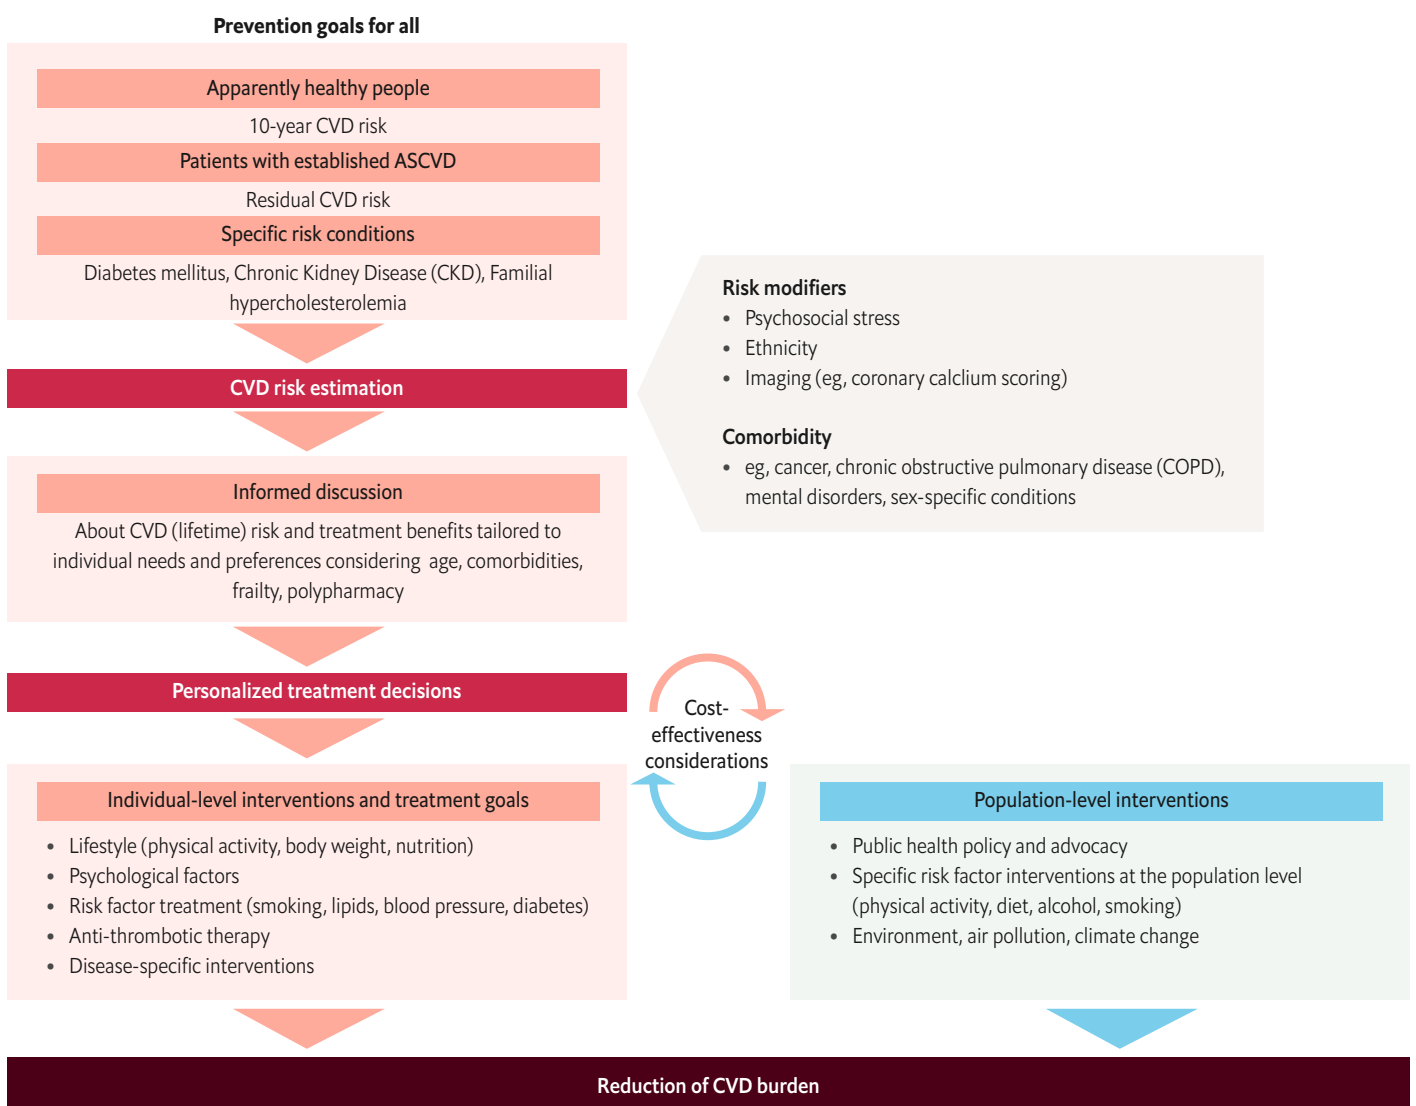 Prevention goals for all
Apparently healthy people
10-year CVD risk
Patients with established ASCVD
Residual CVD risk
Specific risk conditions
Diabetes mellitus, Chronic Kidney Disease (CKD), Familial
hypercholesterolemia
CVD risk estimation
Risk modifiers
• Psychosocial stress
• Ethnicity
• Imaging (eg, coronary calclium scoring)
Comorbidity
• eg, cancer, chronic obstructive pulmonary disease (COPD),
mental disorders, sex-specific conditions
Informed discussion
About CVD (lifetime) risk and treatment benefits tailored to
individual needs and preferences considering age, comorbidities,
frailty, polypharmacy
Personalized treatment decisions
Cost-
effectiveness
considerations
Individual-level interventions and treatment goals
• Lifestyle (physical activity, body weight, nutrition)
• Psychological factors
• Risk factor treatment (smoking, lipids, blood pressure, diabetes)
• Anti-thrombotic therapy
• Disease-specific interventions
Population-level interventions
• Public health policy and advocacy
• Specific risk factor interventions at the population level
(physical activity, diet, alcohol, smoking)
• Environment, air pollution, climate change
Reduction of CVD burden